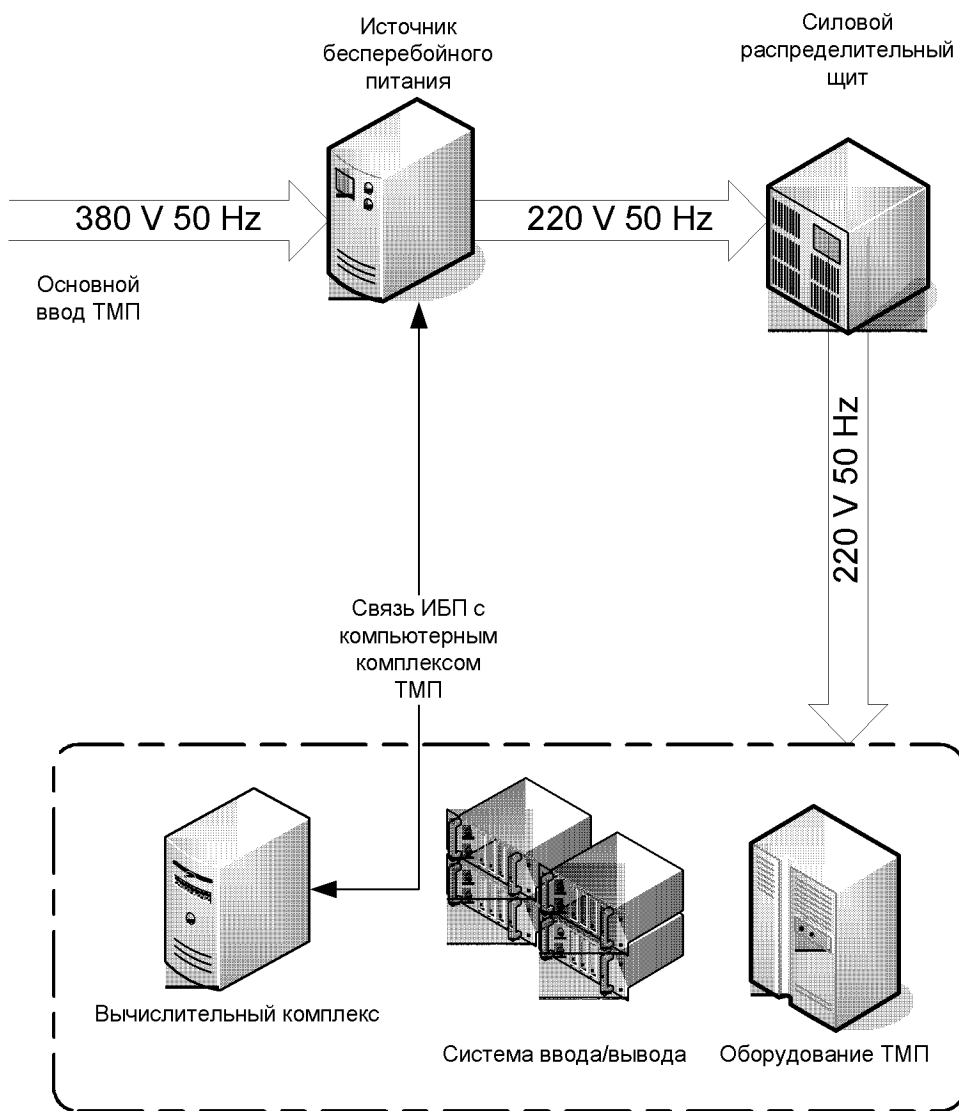 Источник
бесперебойного
питания
Силовой
распределительный
щит
380 V 50 Hz
220 V 50 Hz
Основной
ввод ТМП
220 V 50 Hz
Связь ИБП с
компьютерным
комплексом
ТМП
Вычислительный комплекс
Система ввода/вывода
Оборудование ТМП